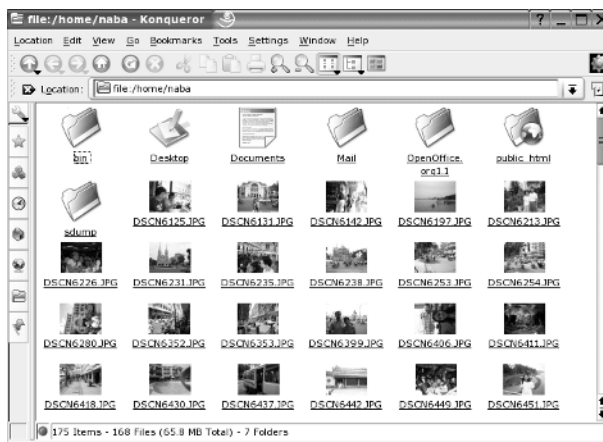 file:/home/naba - Konqueror
Location Edit View Go Bookmarks Tools Settings Window Help
Location: file:/home/naba
bin Desktop Documents Mail OpenOffice.org1.1 public_html
sdump DSCN6125.JPG DSCN6131.JPG DSCN6142.JPG DSCN6197.JPG DSCN6213.JPG
DSCN6226.JPG DSCN6231.JPG DSCN6235.JPG DSCN6238.JPG DSCN6253.JPG DSCN6254.JPG
DSCN6280.JPG DSCN6352.JPG DSCN6353.JPG DSCN6399.JPG DSCN6406.JPG DSCN6411.JPG
DSCN6418.JPG DSCN6430.JPG DSCN6437.JPG DSCN6442.JPG DSCN6449.JPG DSCN6451.JPG
175 Items - 168 Files (65.8 MB Total) - 7 Folders